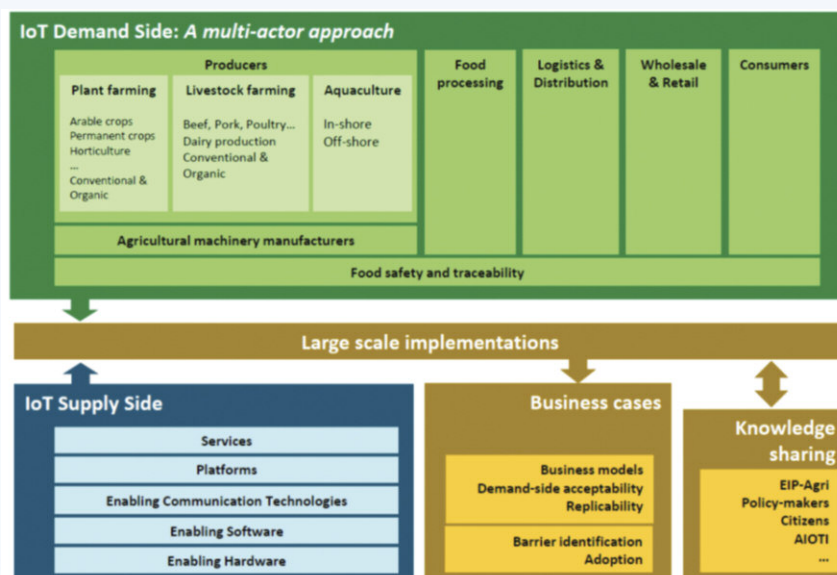 IoT Demand Side: A multi-actor approach
Producers
Plant farming
Arable crops
Permanent crops
Horticulture
...
Conventional &
Organic
Livestock farming
Beef, Pork, Poultry...
Dairy production
Conventional &
Organic
Aquaculture
In-shore
Off-shore
Agricultural machinery manufacturers
Food
processing
Logistics &
Distribution
Wholesale
& Retail
Consumers
Food safety and traceability
Large scale implementations
IoT Supply Side
Services
Platforms
Enabling Communication Technologies
Enabling Software
Enabling Hardware
Business cases
Business models
Demand-side acceptability
Replicability
Barrier identification
Adoption
Knowledge
sharing
EIP-Agri
Policy-makers
Citizens
AIOTI
...